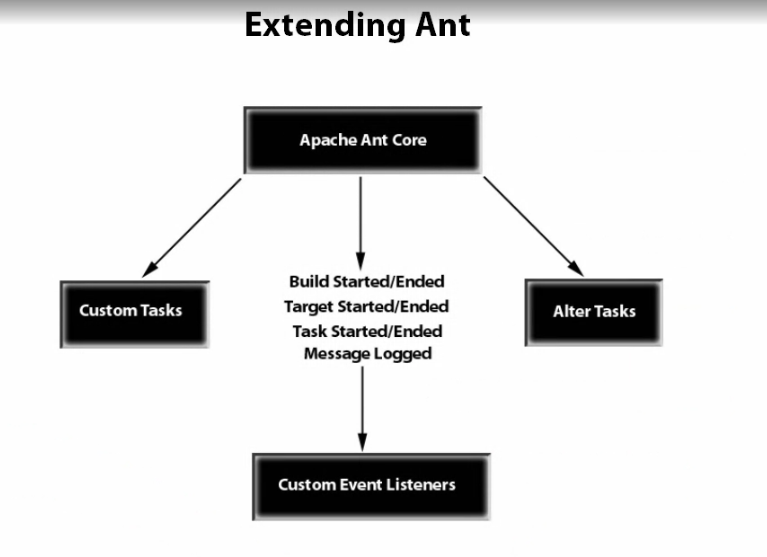 Extending Ant
Apache Ant Core
Custom Tasks
Build Started/Ended
Target Started/Ended
Task Started/Ended
Message Logged
Alter Tasks
Custom Event Listeners